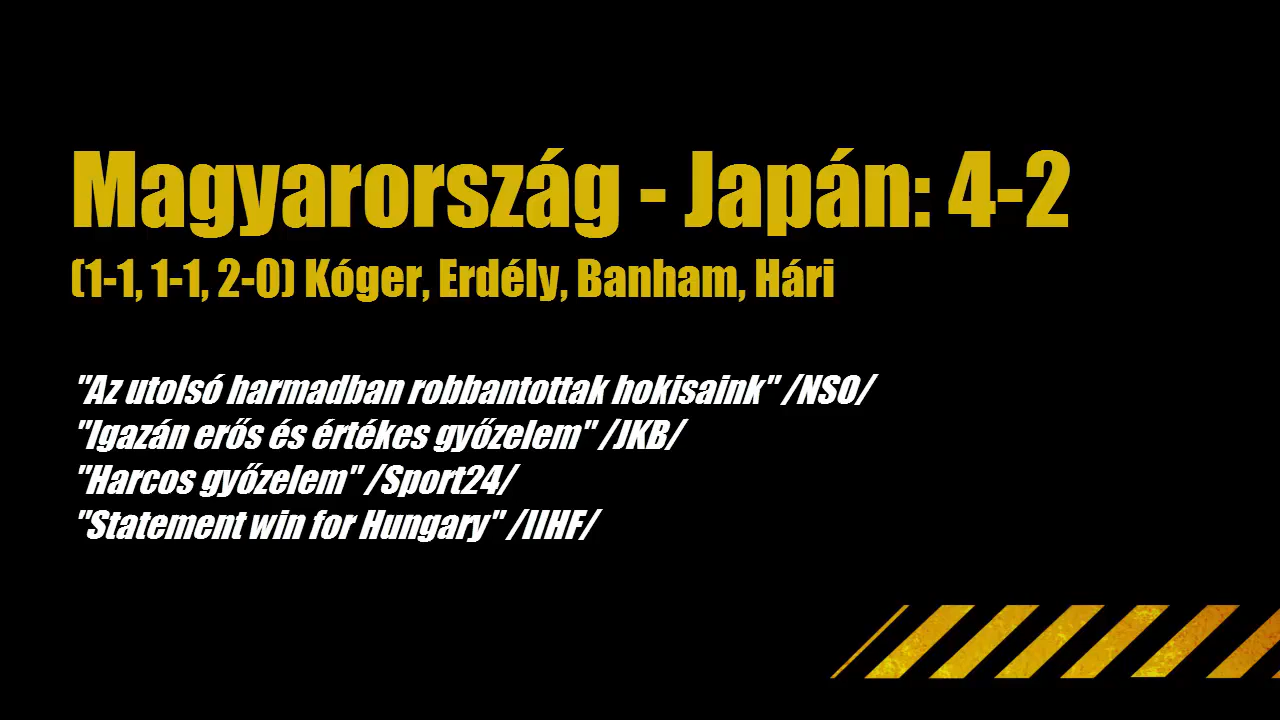 Magyarország - Japán: 4-2
(1-1, 1-1, 2-0) Kóger, Erdély, Banham, Hári
"Az utolsó harmadban robbantottak hokisaink" /NSO/
"Igazán erős és értékes győzelem" /JKB/
"Harcos győzelem" /Sport24/
"Statement win for Hungary" /IIHF/